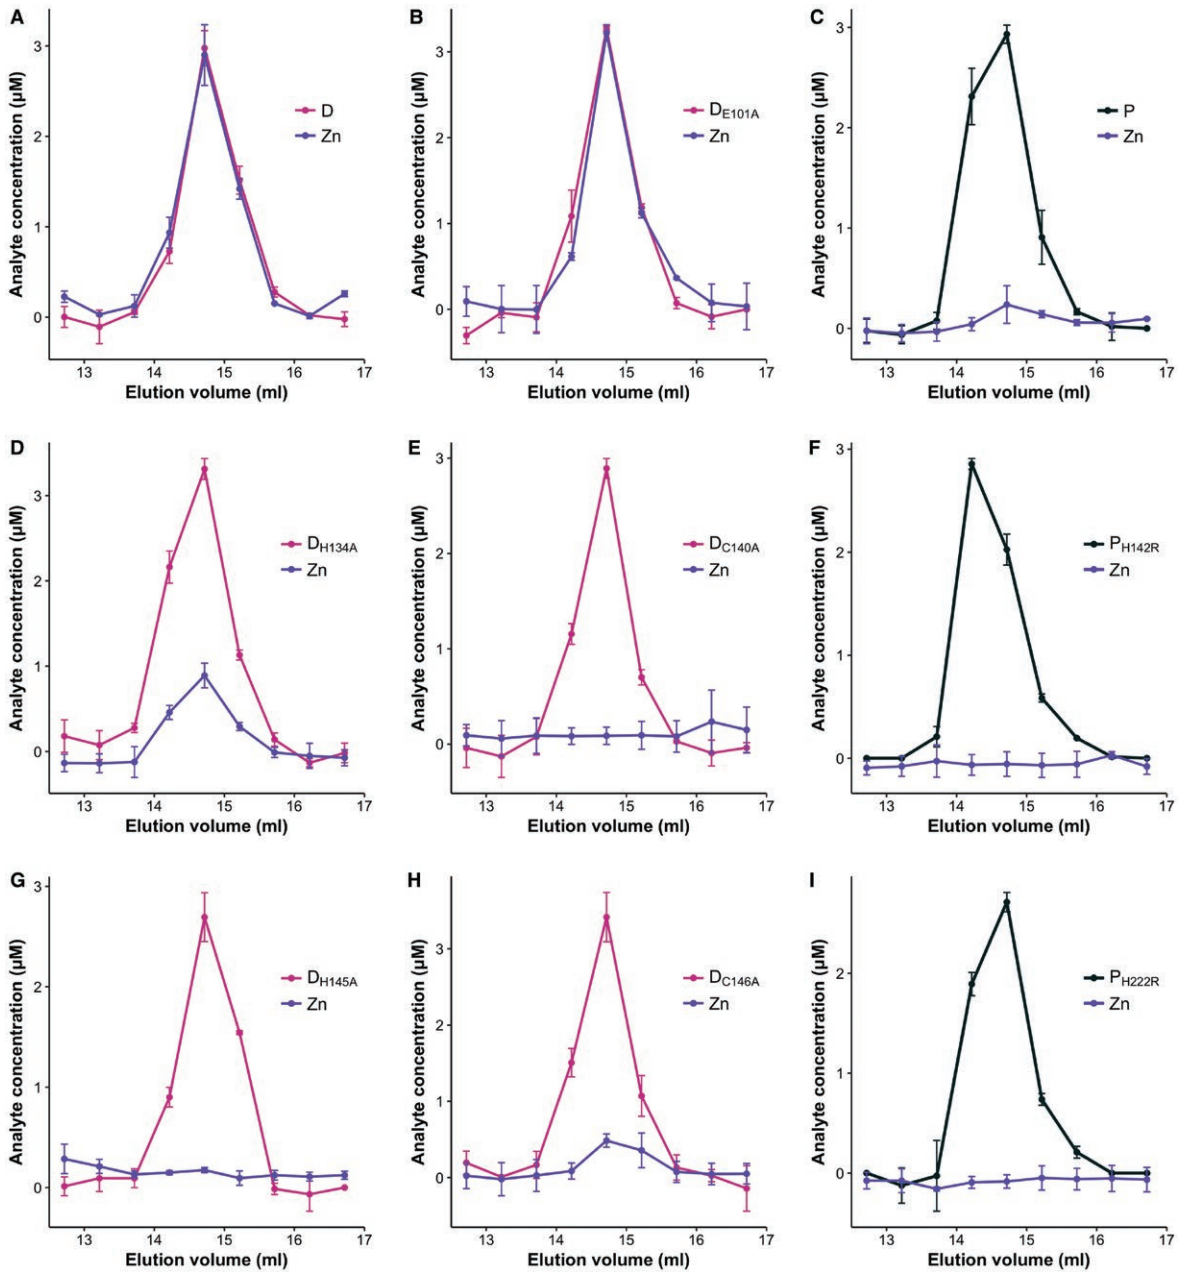 A
Analyte concentration (µM)
3
2
1
0
D
Zn
13 14 15 16 17
Elution volume (ml)
B
Analyte concentration (µM)
3
2
1
0
DE101A
Zn
13 14 15 16 17
Elution volume (ml)
C
Analyte concentration (µM)
3
2
1
0
P
Zn
13 14 15 16 17
Elution volume (ml)
D
Analyte concentration (µM)
3
2
1
0
DH134A
Zn
13 14 15 16 17
Elution volume (ml)
E
Analyte concentration (µM)
3
2
1
0
DC140A
Zn
13 14 15 16 17
Elution volume (ml)
F
Analyte concentration (µM)
3
2
1
0
PH142R
Zn
13 14 15 16 17
Elution volume (ml)
G
Analyte concentration (µM)
3
2
1
0
DH145A
Zn
13 14 15 16 17
Elution volume (ml)
H
Analyte concentration (µM)
3
2
1
0
DC146A
Zn
13 14 15 16 17
Elution volume (ml)
I
Analyte concentration (µM)
2
1
0
PH222R
Zn
13 14 15 16 17
Elution volume (ml)